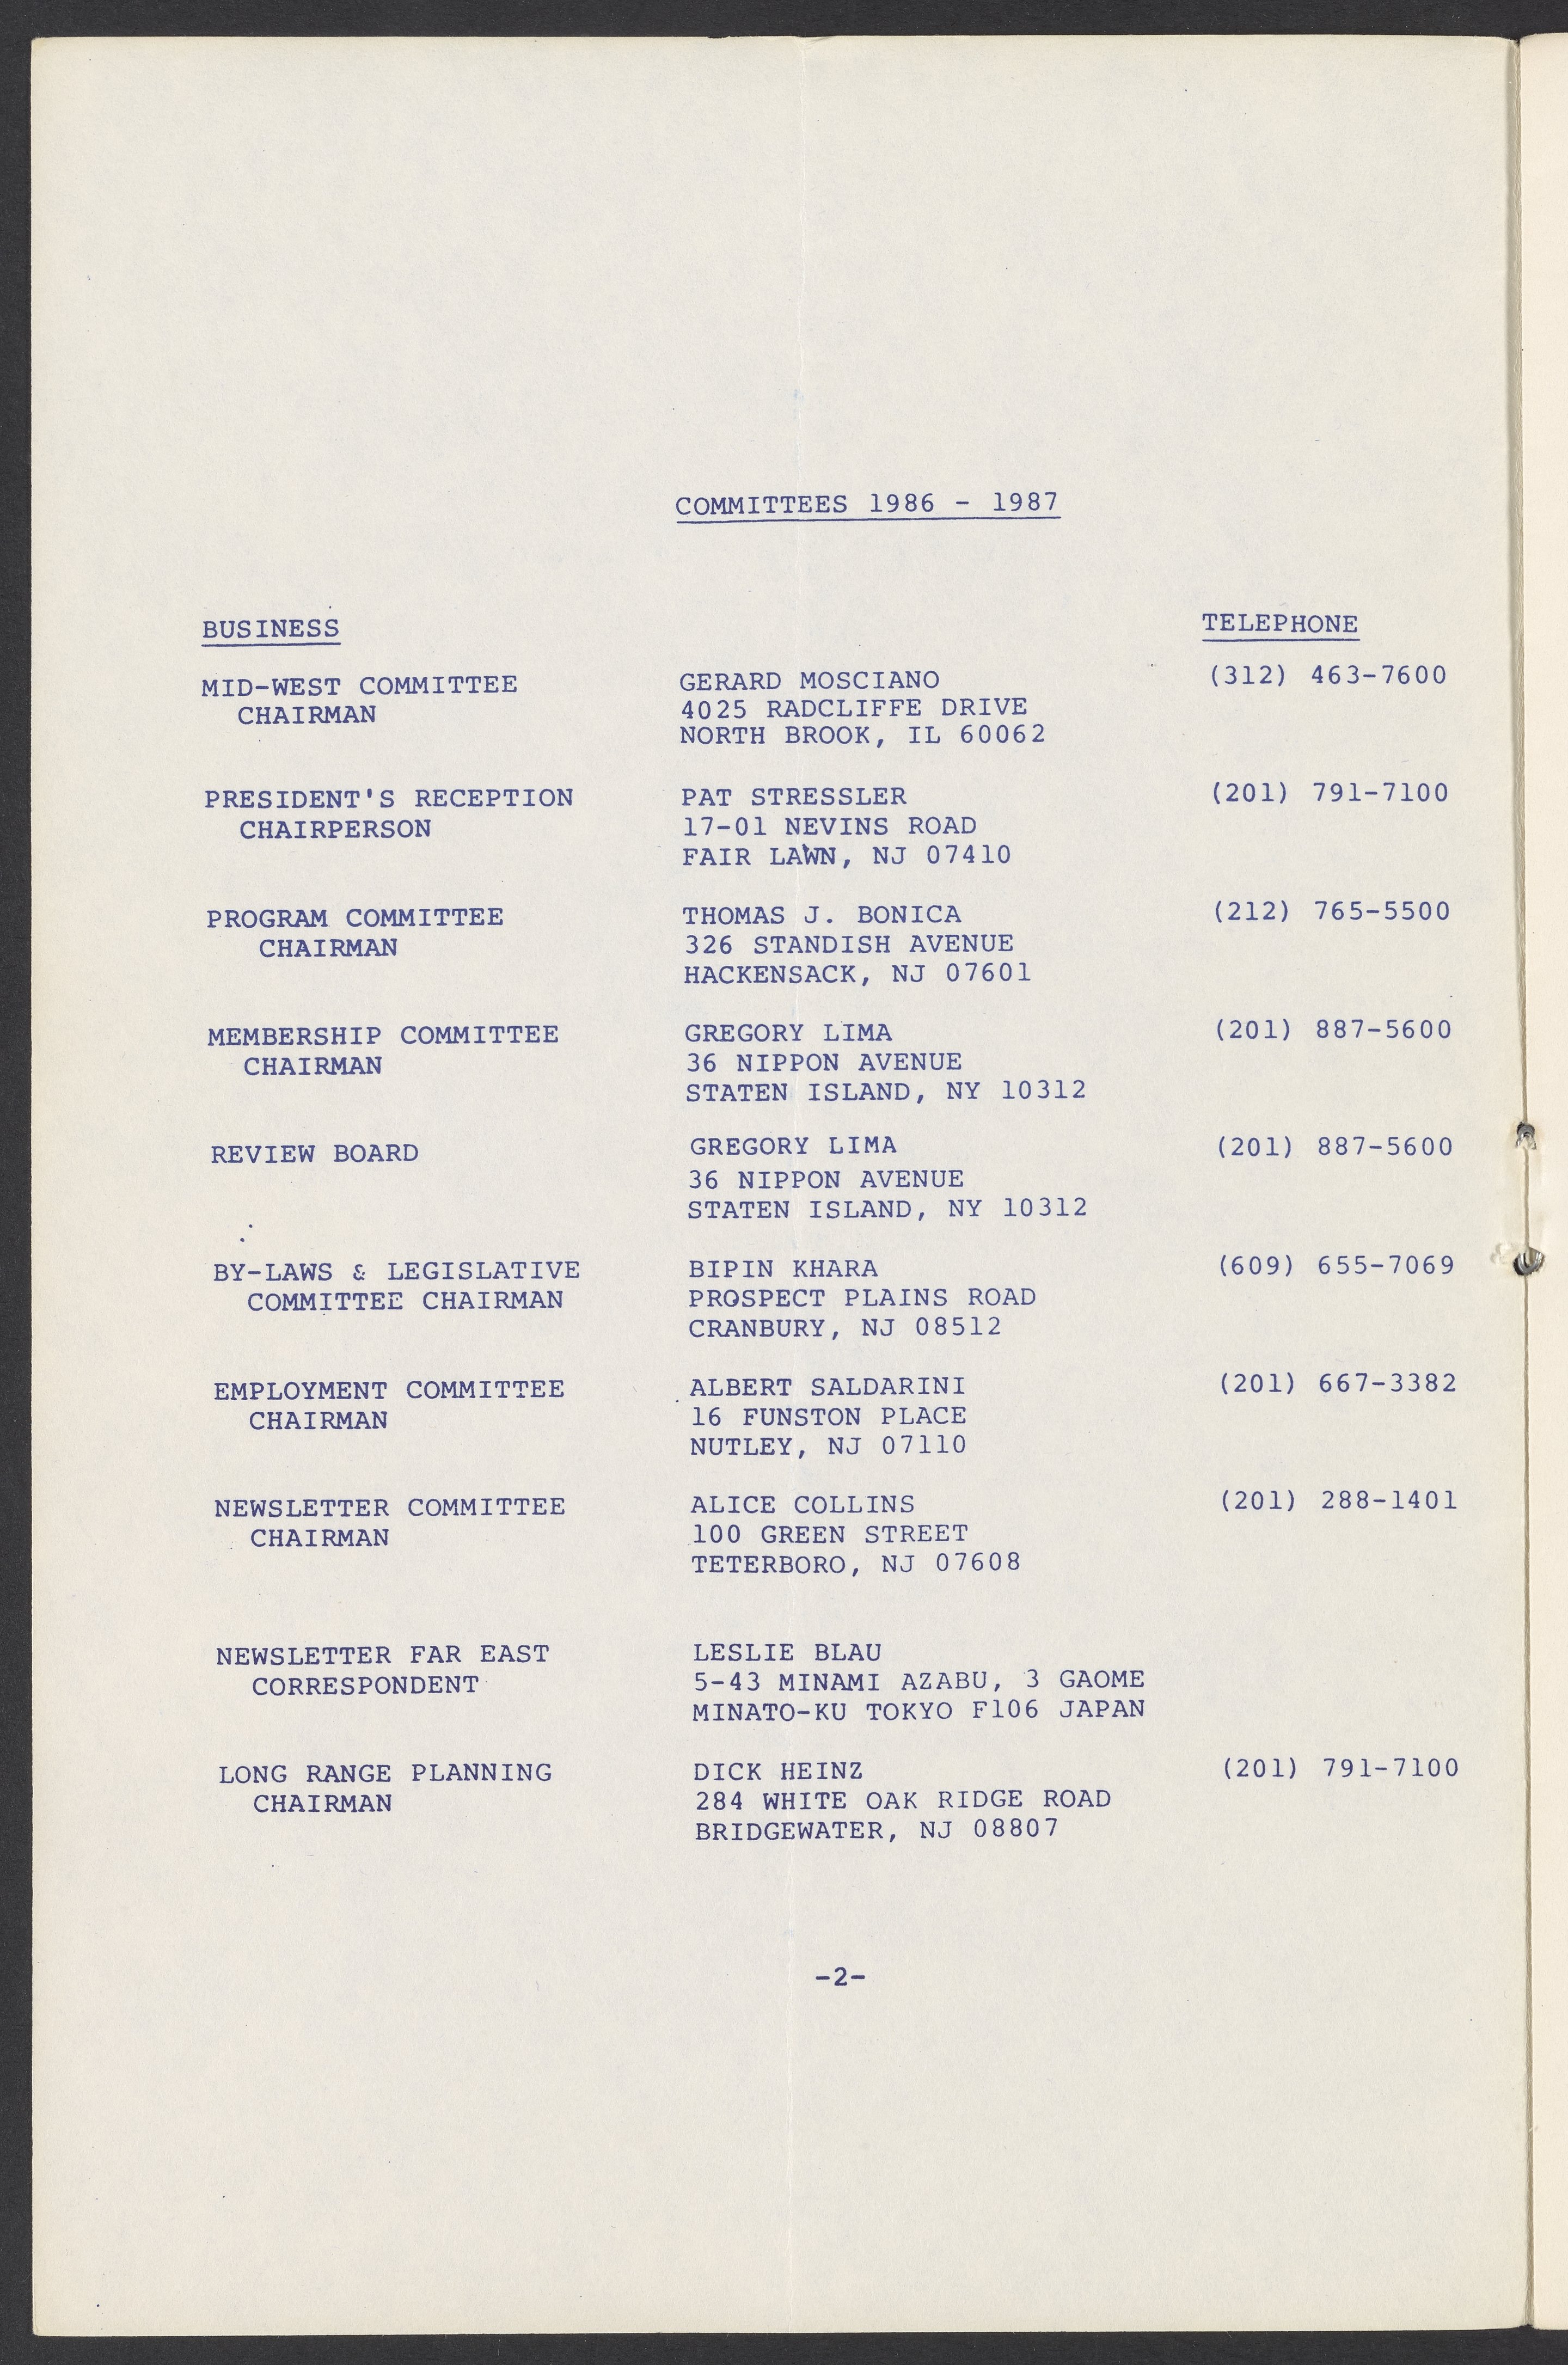 COMMITTEES 1986 - 1987
BUSINESS TELEPHONE
MID-WEST COMMITTEE GERARD MOSCIANO (312) 463-7600
CHAIRMAN 4025 RADCLIFFE DRIVE
NORTH BROOK, IL 60062
PRESIDENT'S RECEPTION PAT STRESSLER (201) 791-7100
CHAIRPERSON 17-01 NEVINS ROAD
FAIR LAWN, NJ 07410
PROGRAM COMMITTEE THOMAS J. BONICA (212) 765-5500
CHAIRMAN 326 STANDISH AVENUE
HACKENSACK, NJ 07601
MEMBERSHIP COMMITTEE GREGORY LIMA (201) 887-5600
CHAIRMAN 36 NIPPON AVENUE
STATEN ISLAND, NY 10312
REVIEW BOARD GREGORY LIMA (201) 887-5600
36 NIPPON AVENUE
STATEN ISLAND, NY 10312
BY-LAWS & LEGISLATIVE BIPIN KHARA (609) 655-7069
COMMITTEE CHAIRMAN PROSPECT PLAINS ROAD
CRANBURY, NJ 08512
EMPLOYMENT COMMITTEE ALBERT SALDARINI (201) 667-3382
CHAIRMAN 16 FUNSTON PLACE
NUTLEY, NJ 07110
NEWSLETTER COMMITTEE ALICE COLLINS (201) 288-1401
CHAIRMAN 100 GREEN STREET
TETERBORO, NJ 07608
NEWSLETTER FAR EAST LESLIE BLAU
CORRESPONDENT 5-43 MINAMI AZABU, 3 GAOME
MINATO-KU TOKYO F106 JAPAN
LONG RANGE PLANNING DICK HEINZ (201) 791-7100
CHAIRMAN 284 WHITE OAK RIDGE ROAD
BRIDGEWATER, NJ 08807
-2-